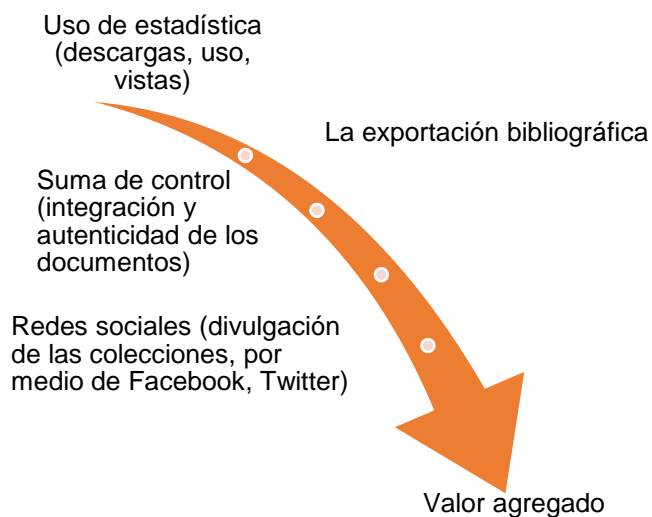 Uso de estadística
(descargas, uso,
vistas)
La exportación bibliográfica
Suma de control
(integración y
autenticidad de los
documentos)
Redes sociales (divulgación
de las colecciones, por
medio de Facebook, Twitter)
Valor agregado